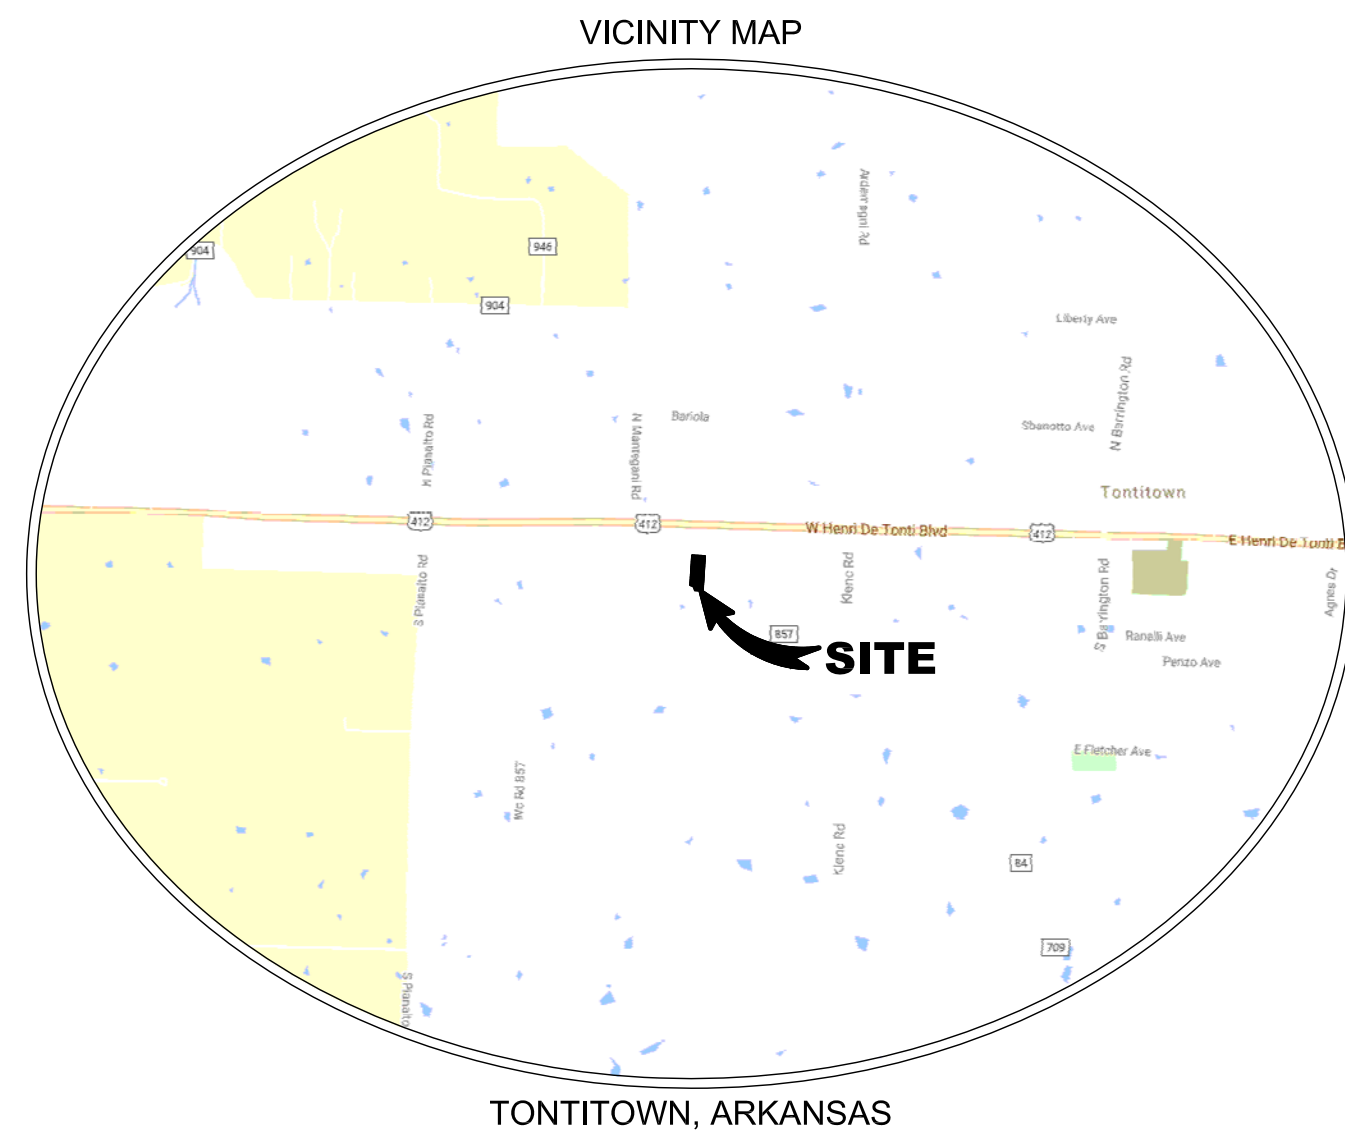 VICINITY MAP
Ardemagni Rd
904
946
904
Liberty Ave
N Barrington Rd
Bariola
Sbanotto Ave
N Pianalto Rd
N Mantegani Rd
Tontitown
412
412
W Henri De Tonti Blvd
412
E Henri De Tonti B
S Pianalto Rd
Klenc Rd
S Barrington Rd
Agnes Dr
857
Ranalli Ave
SITE
Penzo Ave
E Fletcher Ave
Wc Rd 857
Klenc Rd
84
709
S Pianalto
TONTITOWN, ARKANSAS